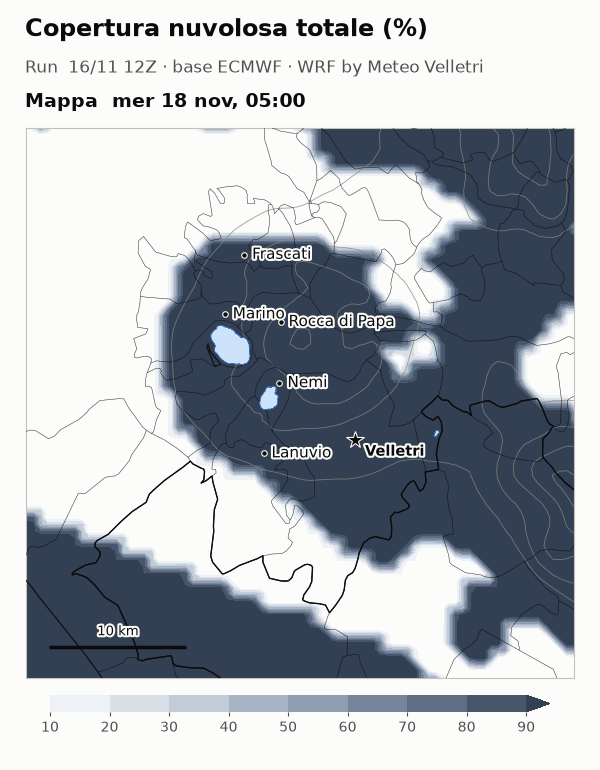 Copertura nuvolosa totale (%)
Run 16/11 12Z · base ECMWF · WRF by Meteo Velletri
Mappa mer 18 nov, 05:00
Frascati
Marino
Rocca di Papa
Nemi
Velletri
Lanuvio
10 km
10 20 30 40 50 60 70 80 90